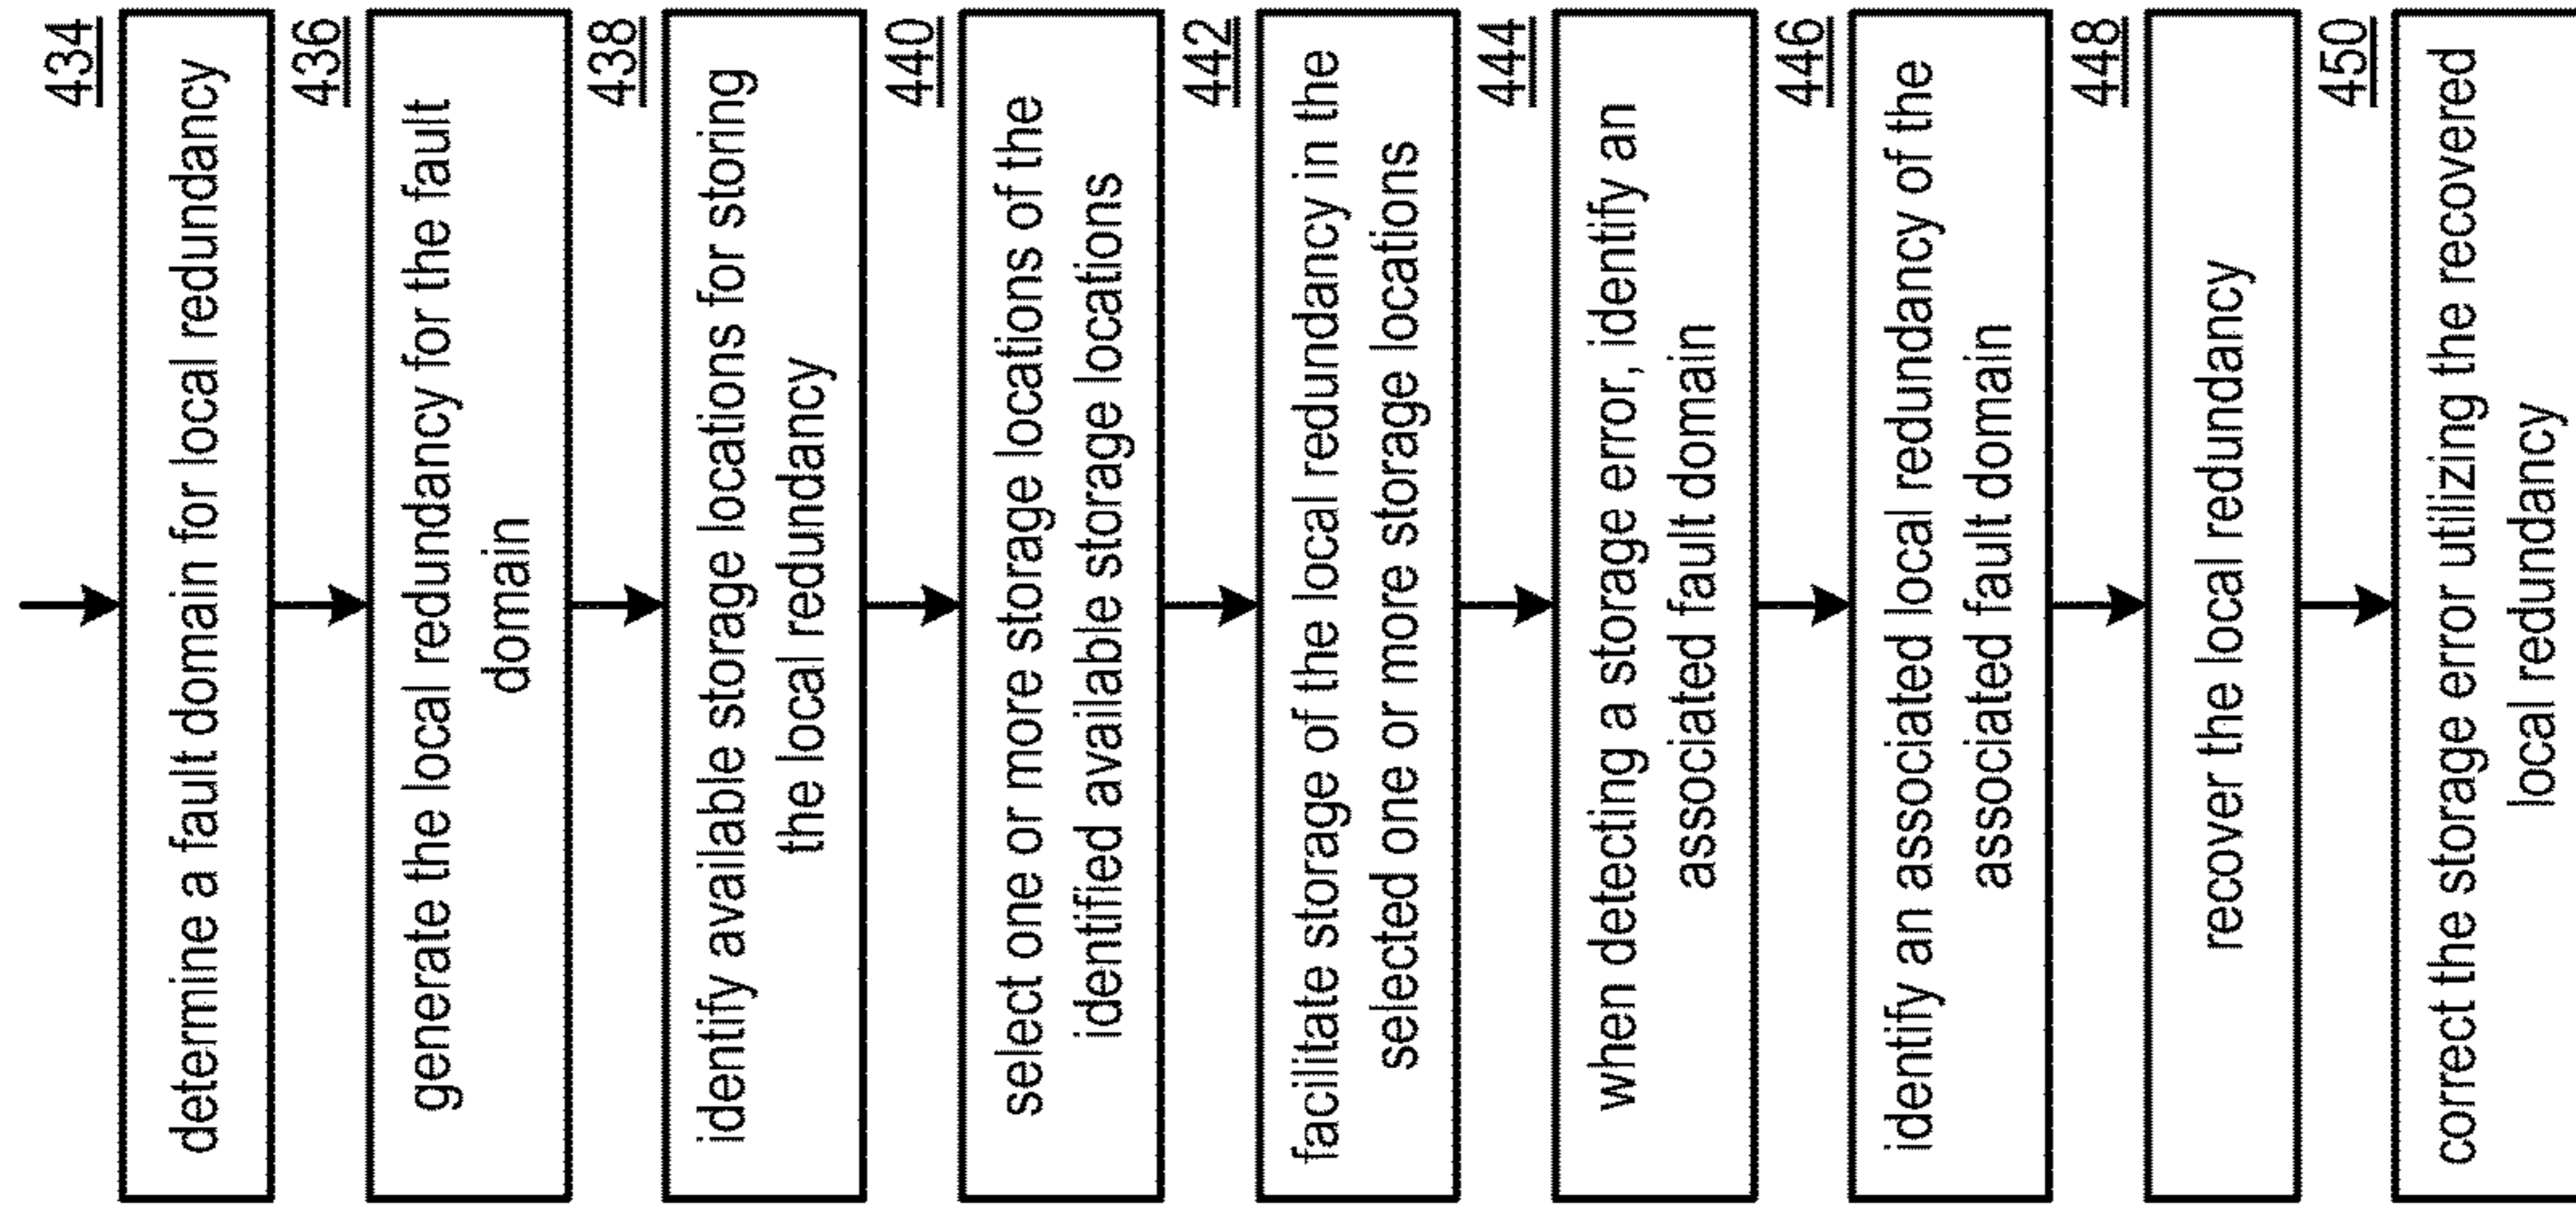 434
determine a fault domain for local redundancy
436
generate the local redundancy for the fault
domain
438
identify available storage locations for storing
the local redundancy
440
select one or more storage locations of the
identified available storage locations
442
facilitate storage of the local redundancy in the
selected one or more storage locations
444
when detecting a storage error, identify an
associated fault domain
446
identify an associated local redundancy of the
associated fault domain
448
recover the local redundancy
450
correct the storage error utilizing the recovered
local redundancy